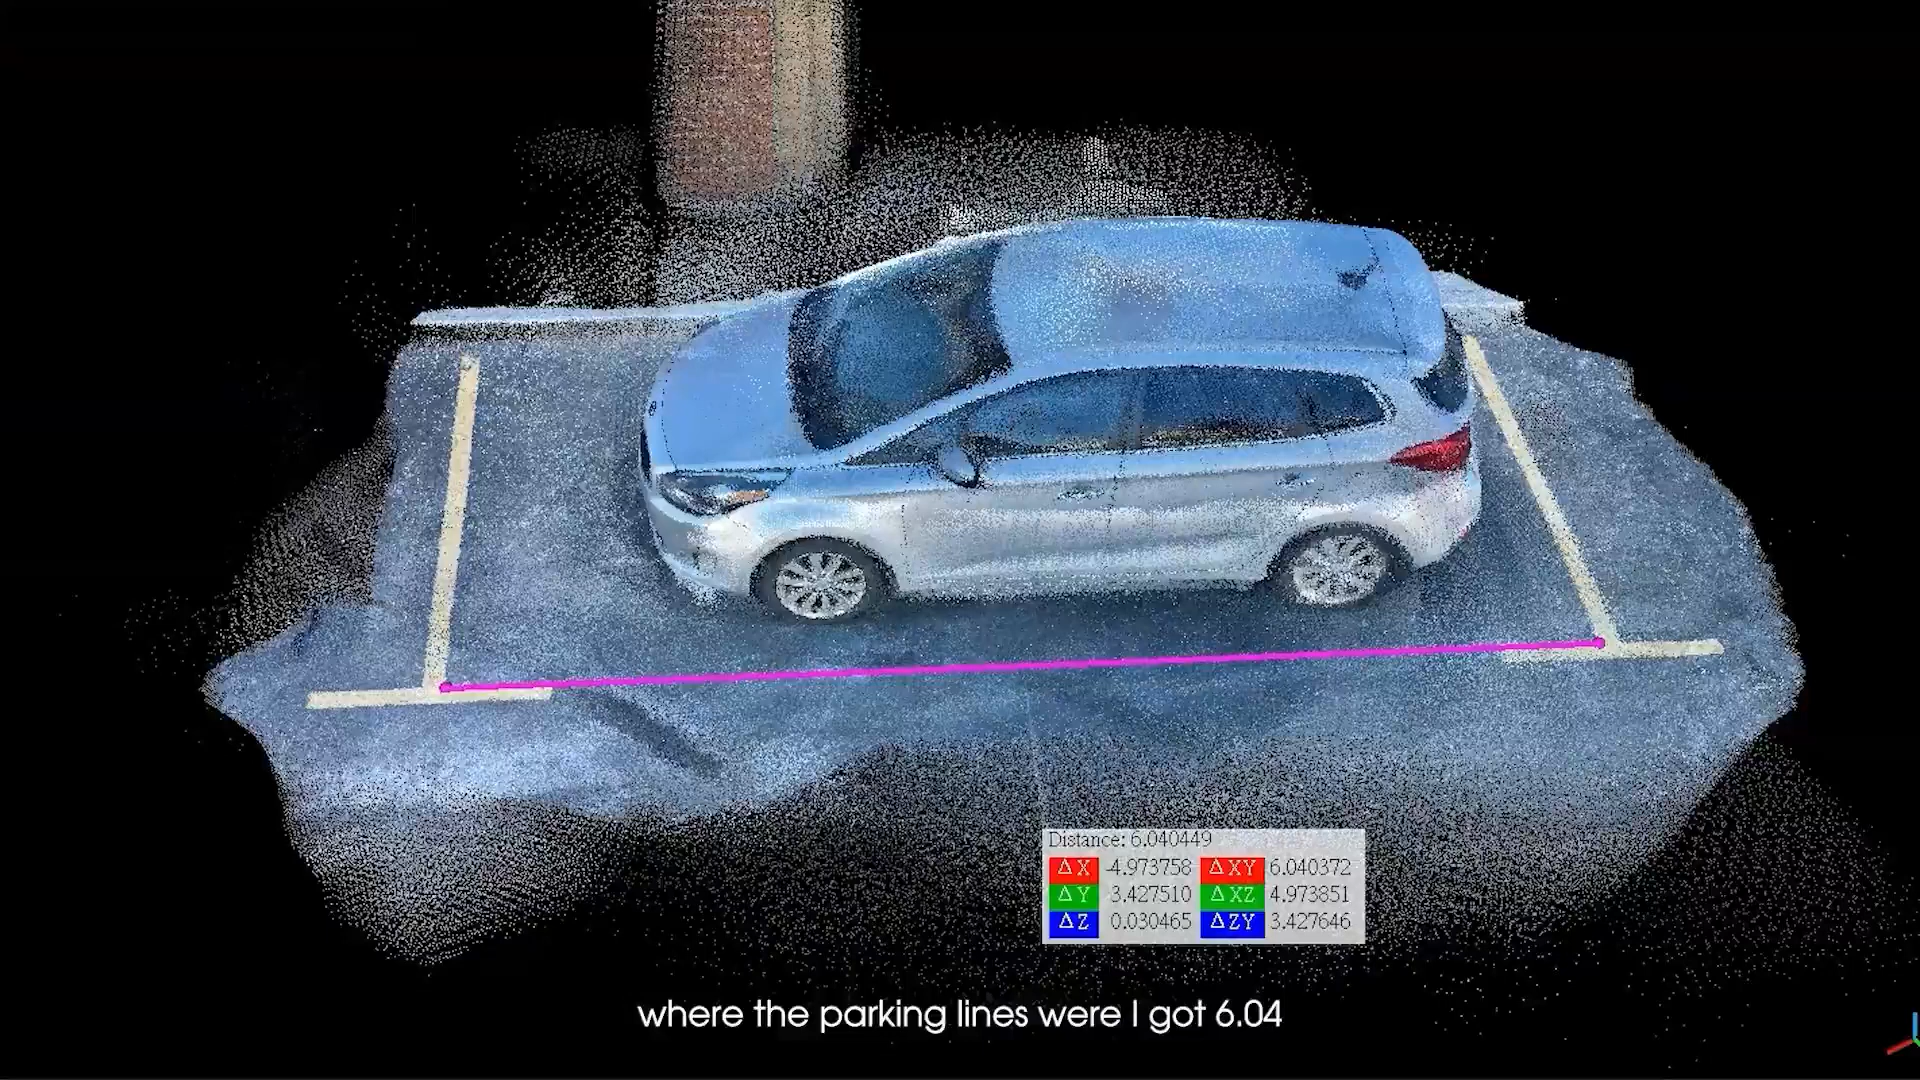 Distance: 6.040449
ΔX -4.973758 ΔXY 6.040372
ΔY 3.427510 ΔXZ 4.973851
ΔZ 0.030465 ΔZY 3.427646
where the parking lines were I got 6.04